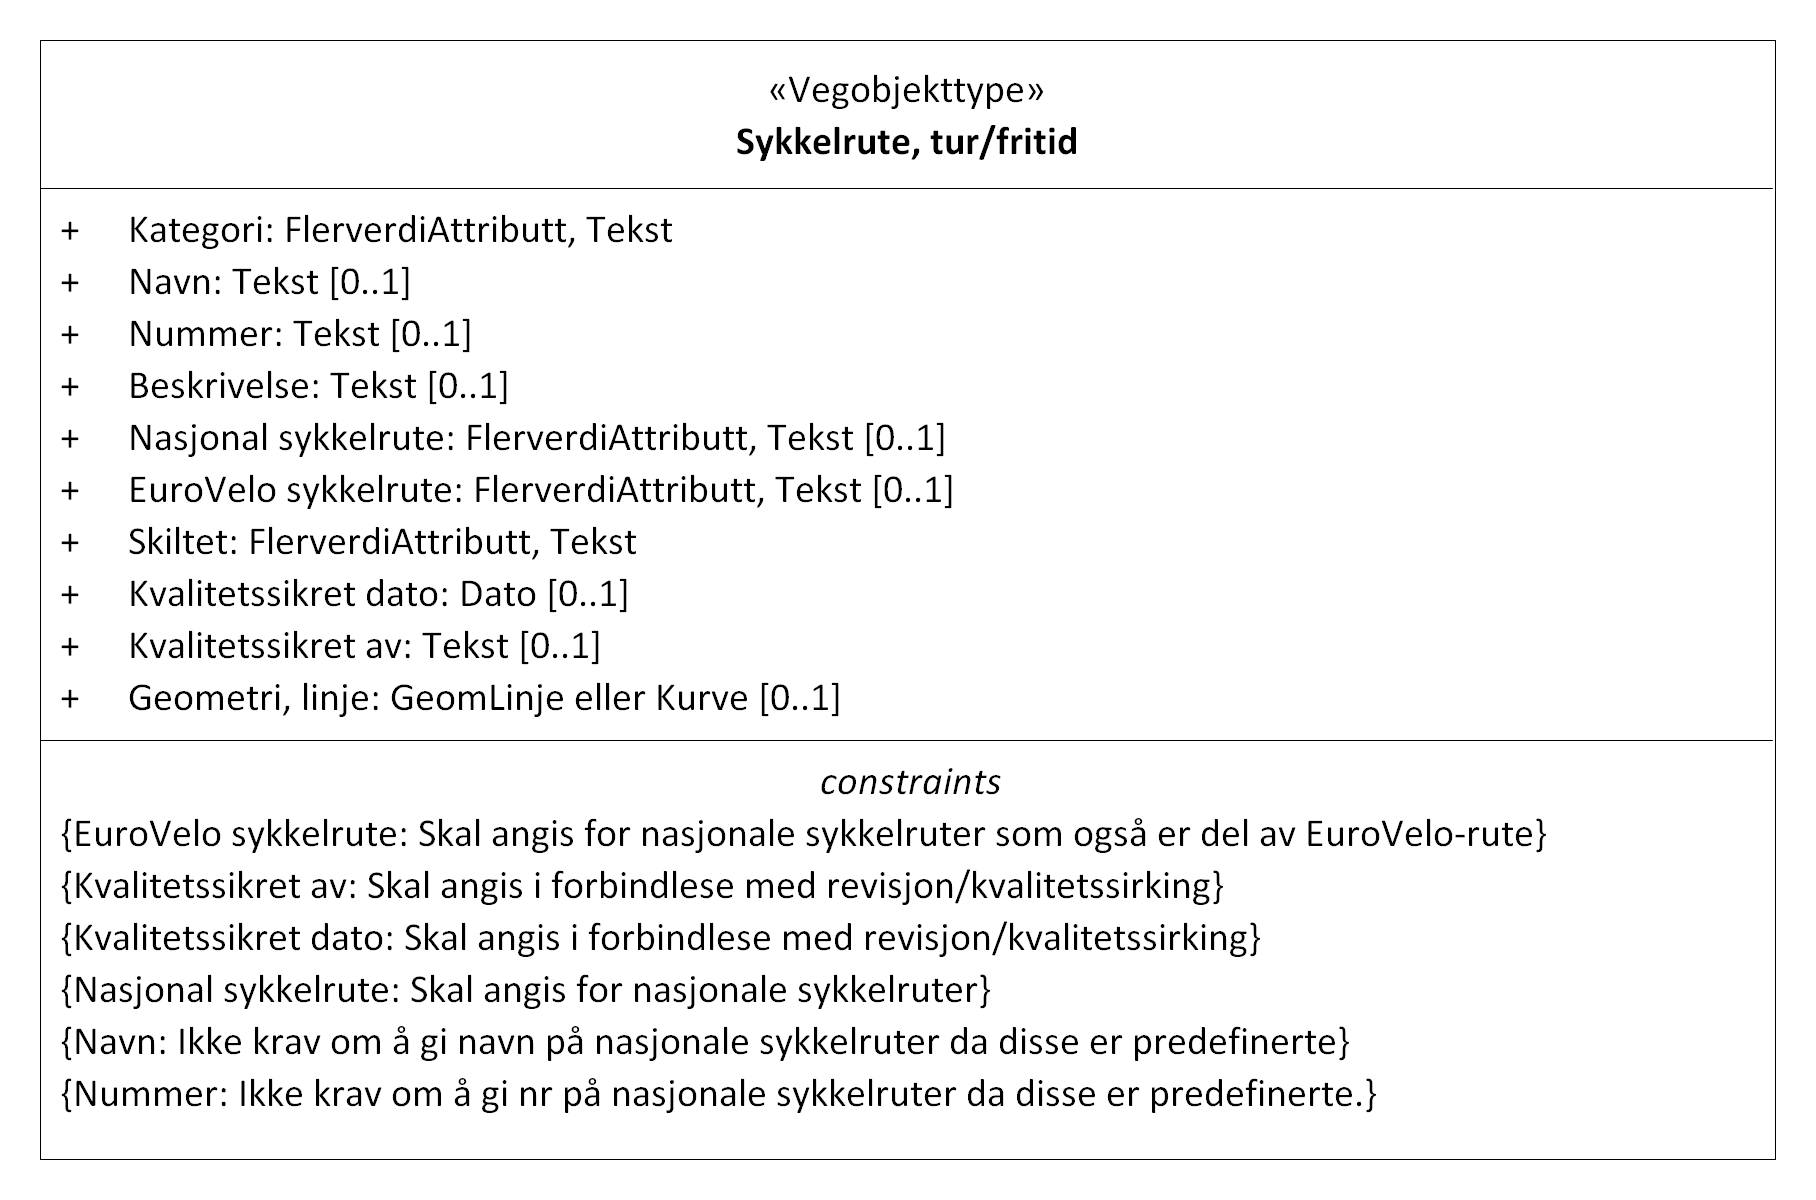 «Vegobjekttype»
Sykkelrute, tur/fritid
+ Kategori: FlerverdiAttributt, Tekst
+ Navn: Tekst [0..1]
+ Nummer: Tekst [0..1]
+ Beskrivelse: Tekst [0..1]
+ Nasjonal sykkelrute: FlerverdiAttributt, Tekst [0..1]
+ EuroVelo sykkelrute: FlerverdiAttributt, Tekst [0..1]
+ Skiltet: FlerverdiAttributt, Tekst
+ Kvalitetssikret dato: Dato [0..1]
+ Kvalitetssikret av: Tekst [0..1]
+ Geometri, linje: GeomLinje eller Kurve [0..1]
constraints
{EuroVelo sykkelrute: Skal angis for nasjonale sykkelruter som også er del av EuroVelo-rute}
{Kvalitetssikret av: Skal angis i forbindlese med revisjon/kvalitetssirking}
{Kvalitetssikret dato: Skal angis i forbindlese med revisjon/kvalitetssirking}
{Nasjonal sykkelrute: Skal angis for nasjonale sykkelruter}
{Navn: Ikke krav om å gi navn på nasjonale sykkelruter da disse er predefinerte}
{Nummer: Ikke krav om å gi nr på nasjonale sykkelruter da disse er predefinerte.}